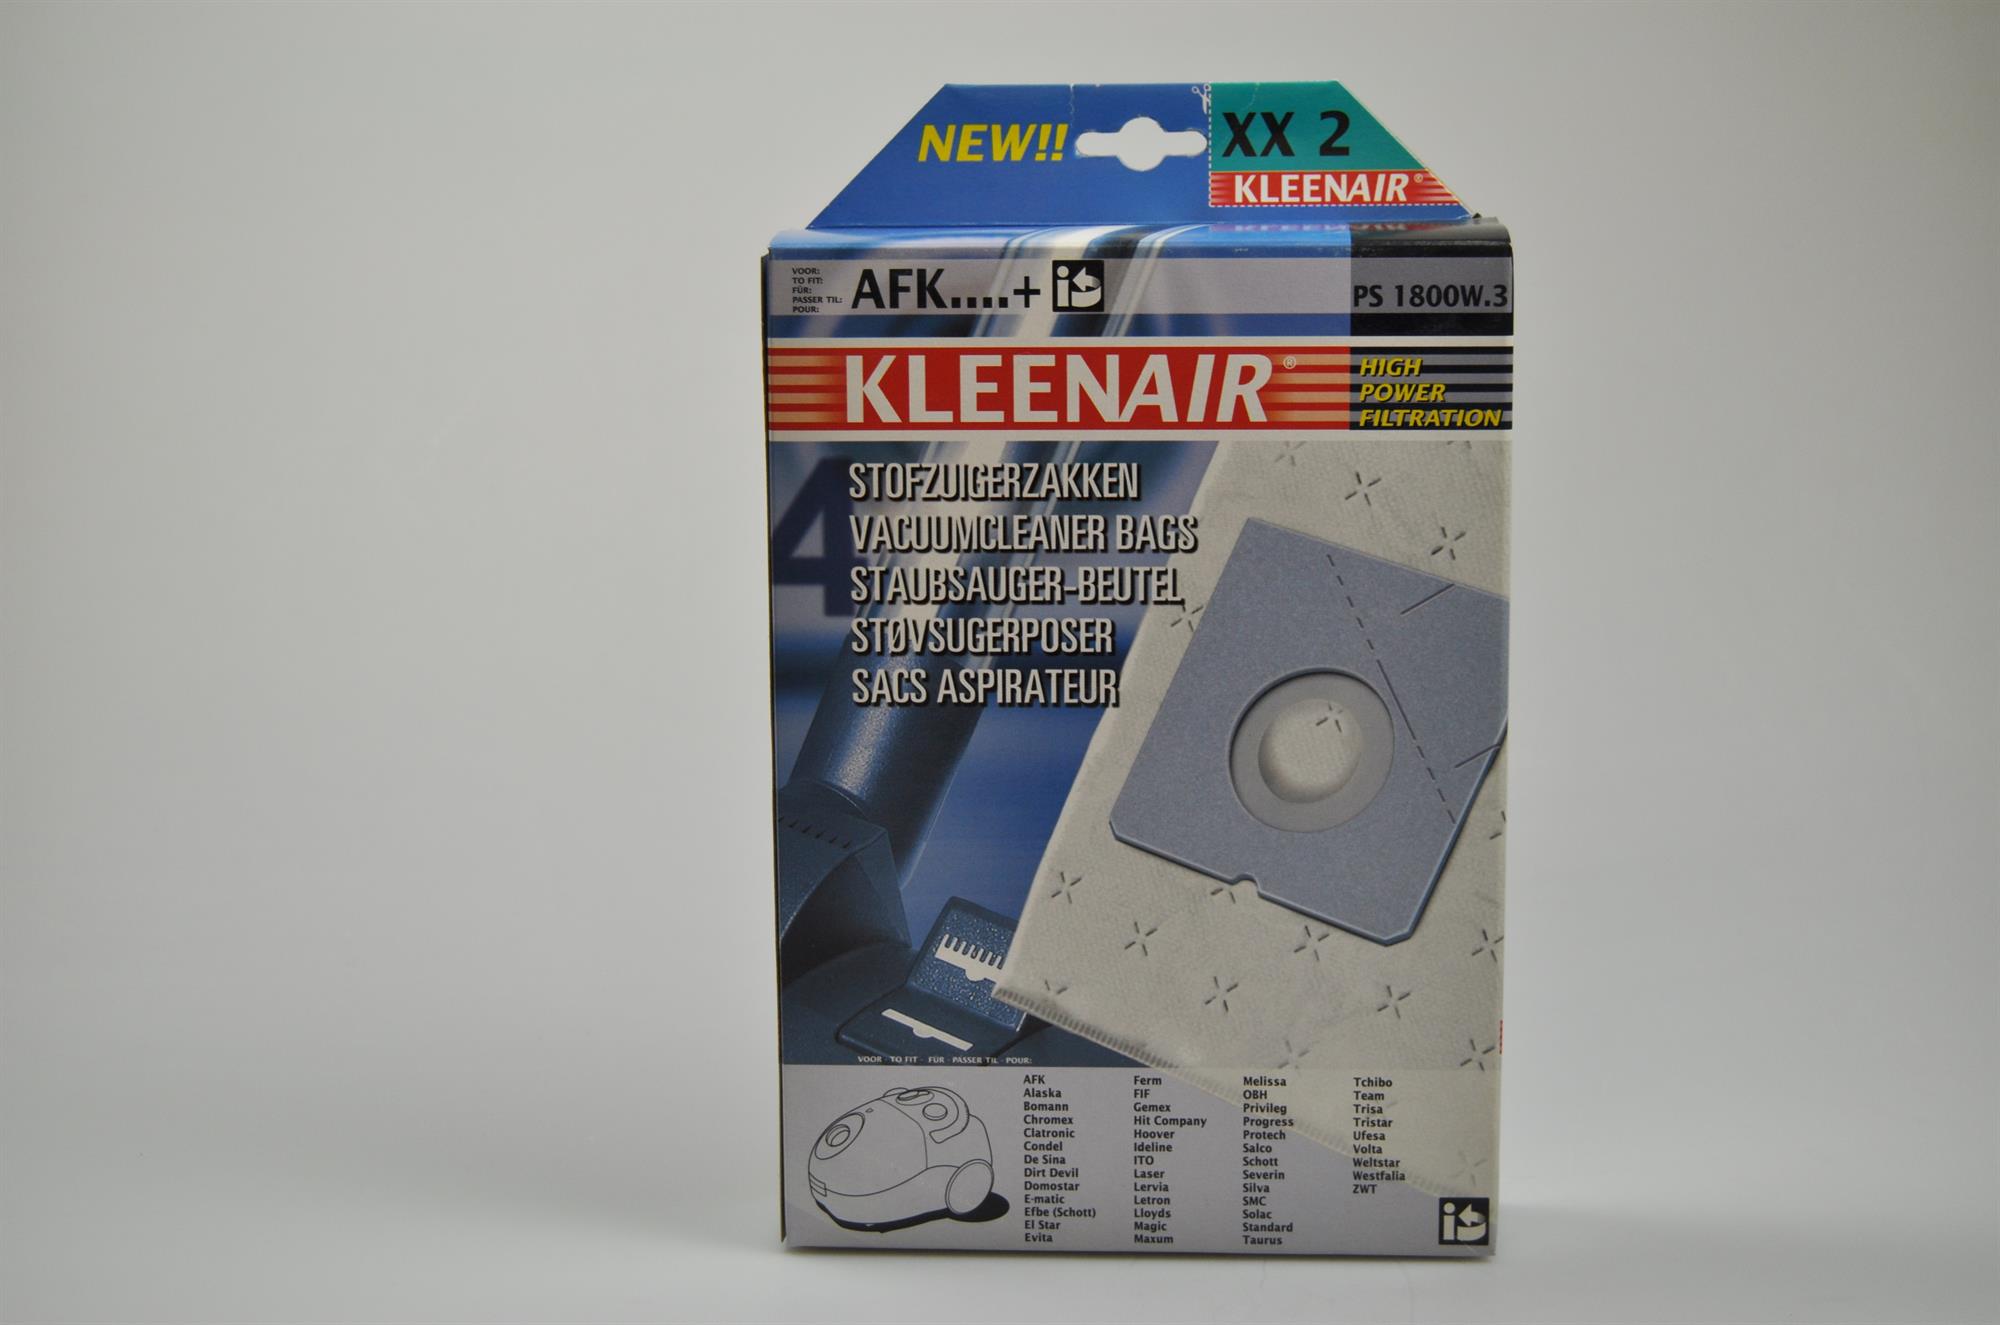 NEW!!
XX 2
KLEENAIR®
VOOR:
TO FIT:
FÜR:
PASSER TIL:
POUR:
AFK....+ i
PS 1800W.3
KLEENAIR®
HIGH
POWER
FILTRATION
4
STOFZUIGERZAKKEN
VACUUMCLEANER BAGS
STAUBSAUGER-BEUTEL
STØVSUGERPOSER
SACS ASPIRATEUR
VOOR - TO FIT - FÜR - PASSER TIL - POUR:
AFK
Alaska
Bomann
Chromex
Clatronic
Condel
De Sina
Dirt Devil
Domostar
E-matic
Efbe (Schott)
El Star
Evita
Ferm
FIF
Gemex
Hit Company
Hoover
Ideline
ITO
Laser
Lervia
Letron
Lloyds
Magic
Maxum
Melissa
OBH
Privileg
Progress
Protech
Salco
Schott
Severin
Silva
SMC
Solac
Standard
Taurus
Tchibo
Team
Trisa
Tristar
Ufesa
Volta
Weltstar
Westfalia
ZWT
i